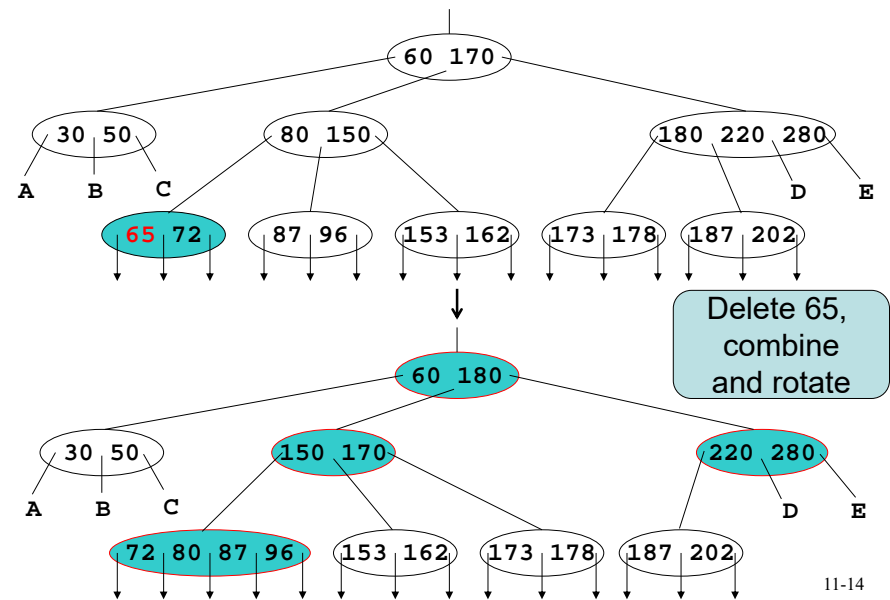 60 170
30 50 80 150 180 220 280
A B C D E
65 72 87 96 153 162 173 178 187 202
Delete 65,
combine
and rotate
60 180
30 50 150 170 220 280
A B C D E
72 80 87 96 153 162 173 178 187 202
11-14